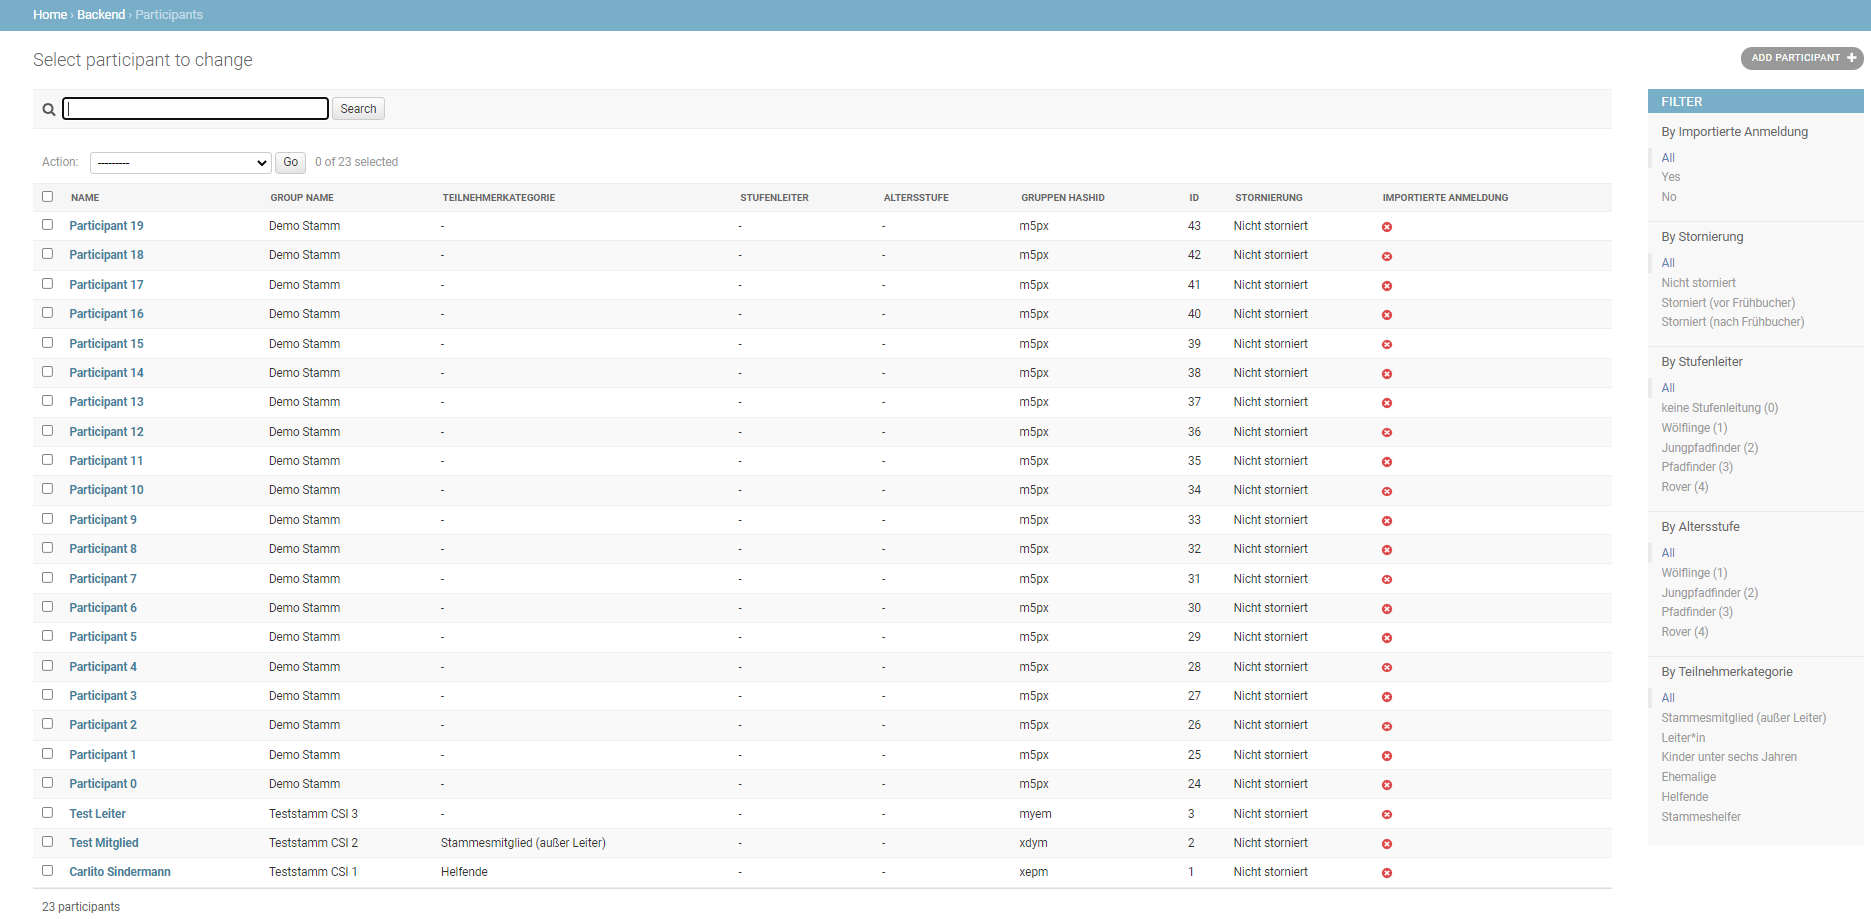 Home › Backend › Participants
Select participant to change
ADD PARTICIPANT +
Search
Action: --------- Go 0 of 23 selected
NAME GROUP NAME TEILNEHMERKATEGORIE STUFENLEITER ALTERSSTUFE GRUPPEN HASHID ID STORNIERUNG IMPORTIERTE ANMELDUNG
Participant 19 Demo Stamm - - - m5px 43 Nicht storniert
Participant 18 Demo Stamm - - - m5px 42 Nicht storniert
Participant 17 Demo Stamm - - - m5px 41 Nicht storniert
Participant 16 Demo Stamm - - - m5px 40 Nicht storniert
Participant 15 Demo Stamm - - - m5px 39 Nicht storniert
Participant 14 Demo Stamm - - - m5px 38 Nicht storniert
Participant 13 Demo Stamm - - - m5px 37 Nicht storniert
Participant 12 Demo Stamm - - - m5px 36 Nicht storniert
Participant 11 Demo Stamm - - - m5px 35 Nicht storniert
Participant 10 Demo Stamm - - - m5px 34 Nicht storniert
Participant 9 Demo Stamm - - - m5px 33 Nicht storniert
Participant 8 Demo Stamm - - - m5px 32 Nicht storniert
Participant 7 Demo Stamm - - - m5px 31 Nicht storniert
Participant 6 Demo Stamm - - - m5px 30 Nicht storniert
Participant 5 Demo Stamm - - - m5px 29 Nicht storniert
Participant 4 Demo Stamm - - - m5px 28 Nicht storniert
Participant 3 Demo Stamm - - - m5px 27 Nicht storniert
Participant 2 Demo Stamm - - - m5px 26 Nicht storniert
Participant 1 Demo Stamm - - - m5px 25 Nicht storniert
Participant 0 Demo Stamm - - - m5px 24 Nicht storniert
Test Leiter Teststamm CSI 3 - - - myem 3 Nicht storniert
Test Mitglied Teststamm CSI 2 Stammesmitglied (außer Leiter) - - xdym 2 Nicht storniert
Carlito Sindermann Teststamm CSI 1 Helfende - - xepm 1 Nicht storniert
23 participants
FILTER
By Importierte Anmeldung
All
Yes
No
By Stornierung
All
Nicht storniert
Storniert (vor Frühbucher)
Storniert (nach Frühbucher)
By Stufenleiter
All
keine Stufenleitung (0)
Wölflinge (1)
Jungpfadfinder (2)
Pfadfinder (3)
Rover (4)
By Altersstufe
All
Wölflinge (1)
Jungpfadfinder (2)
Pfadfinder (3)
Rover (4)
By Teilnehmerkategorie
All
Stammesmitglied (außer Leiter)
Leiter*in
Kinder unter sechs Jahren
Ehemalige
Helfende
Stammeshelfer